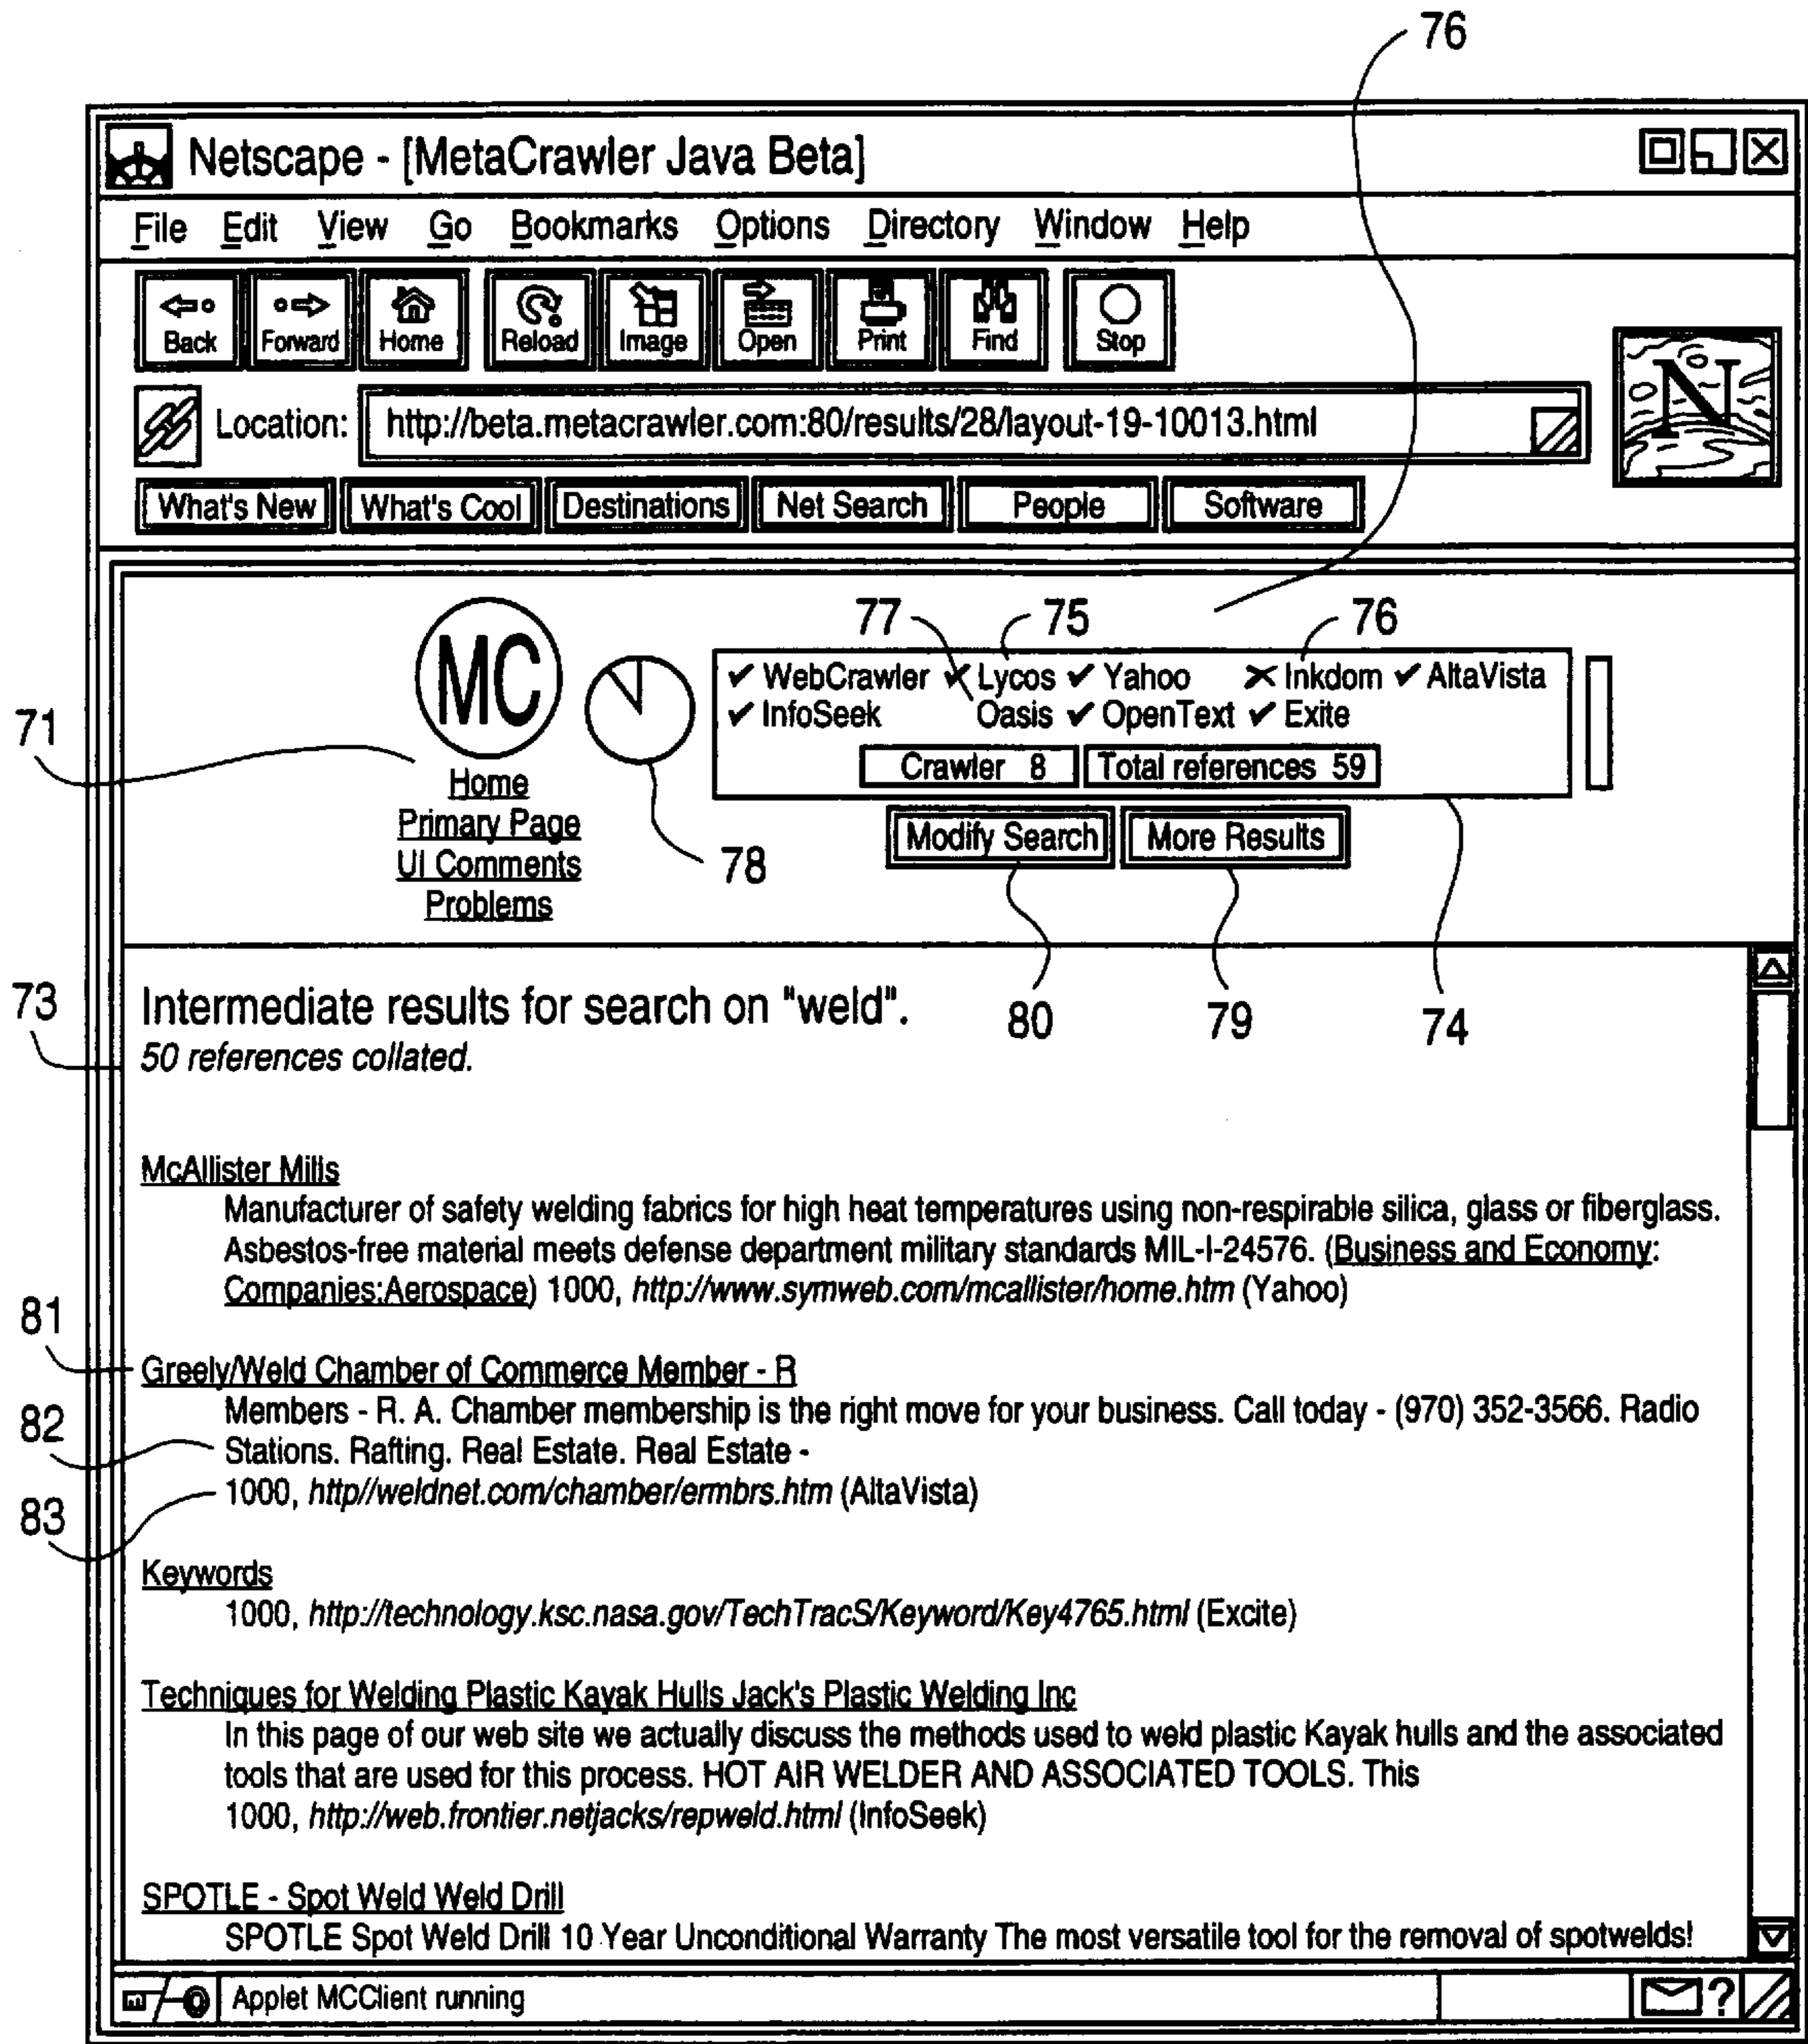 76
Netscape - [MetaCrawler Java Beta]
File Edit View Go Bookmarks Options Directory Window Help
Back Forward Home Reload Image Open Print Find Stop
N
Location: http://beta.metacrawler.com:80/results/28/layout-19-10013.html
What's New What's Cool Destinations Net Search People Software
77 75 76
MC
✔ WebCrawler ✔ Lycos ✔ Yahoo ✕ Inkdom ✔ AltaVista
✔ InfoSeek Oasis ✔ OpenText ✔ Exite
71
Crawler 8 Total references 59
Home
Primary Page
UI Comments
Problems
78
Modify Search More Results
80 79 74
73
Intermediate results for search on "weld".
50 references collated.
McAllister Mills
Manufacturer of safety welding fabrics for high heat temperatures using non-respirable silica, glass or fiberglass.
Asbestos-free material meets defense department military standards MIL-I-24576. (Business and Economy:
Companies:Aerospace) 1000, http://www.symweb.com/mcallister/home.htm (Yahoo)
81
Greely/Weld Chamber of Commerce Member - R
82
Members - R. A. Chamber membership is the right move for your business. Call today - (970) 352-3566. Radio
Stations. Rafting. Real Estate. Real Estate -
83
1000, http//weldnet.com/chamber/ermbrs.htm (AltaVista)
Keywords
1000, http://technology.ksc.nasa.gov/TechTracS/Keyword/Key4765.html (Excite)
Techniques for Welding Plastic Kayak Hulls Jack's Plastic Welding Inc
In this page of our web site we actually discuss the methods used to weld plastic Kayak hulls and the associated
tools that are used for this process. HOT AIR WELDER AND ASSOCIATED TOOLS. This
1000, http://web.frontier.netjacks/repweld.html (InfoSeek)
SPOTLE - Spot Weld Weld Drill
SPOTLE Spot Weld Drill 10 Year Unconditional Warranty The most versatile tool for the removal of spotwelds!
Applet MCClient running
?